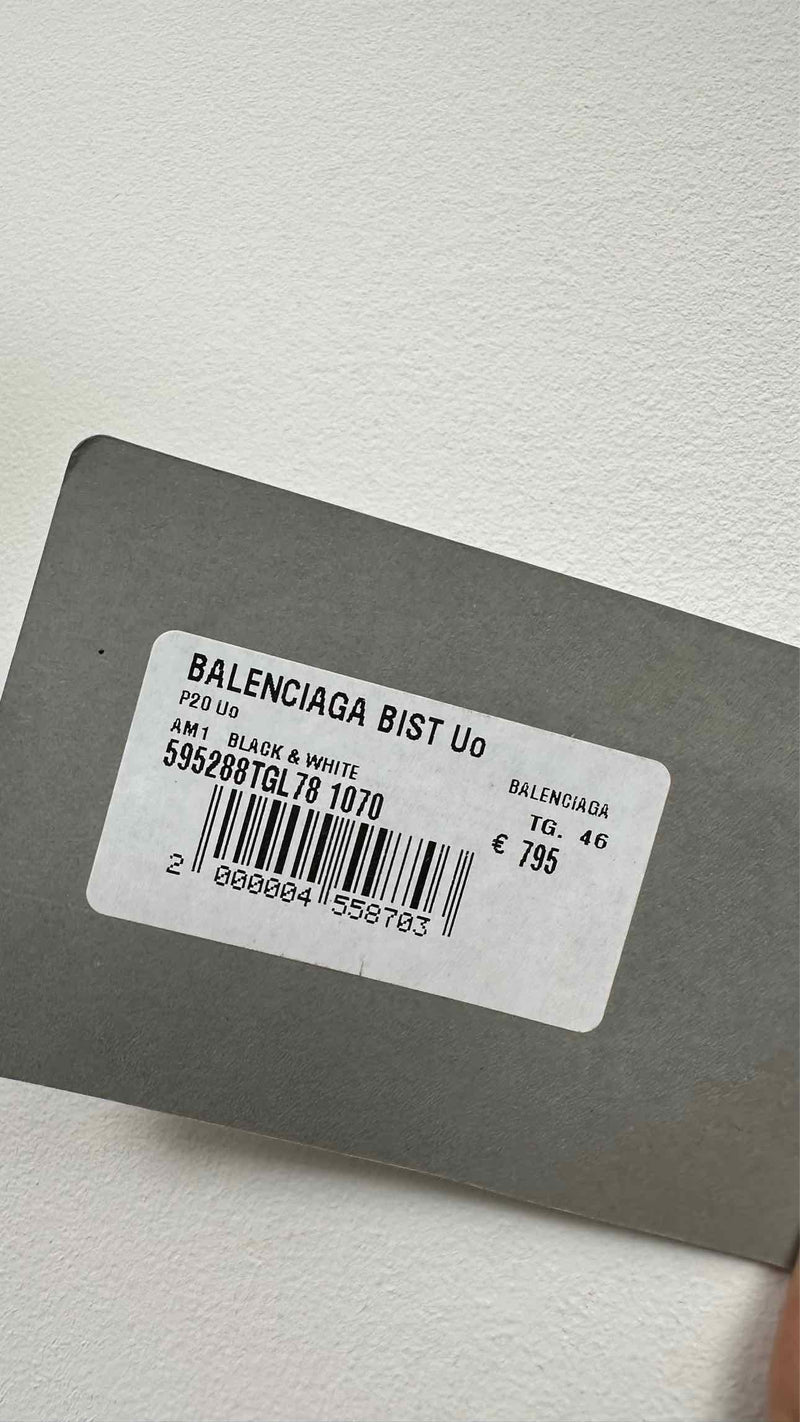 BALENCIAGA BIST Uo
P20 Uo
AM1 BLACK & WHITE
595288TGL78 1070
BALENCIAGA
TG. 46
€ 795
2 000004 558703